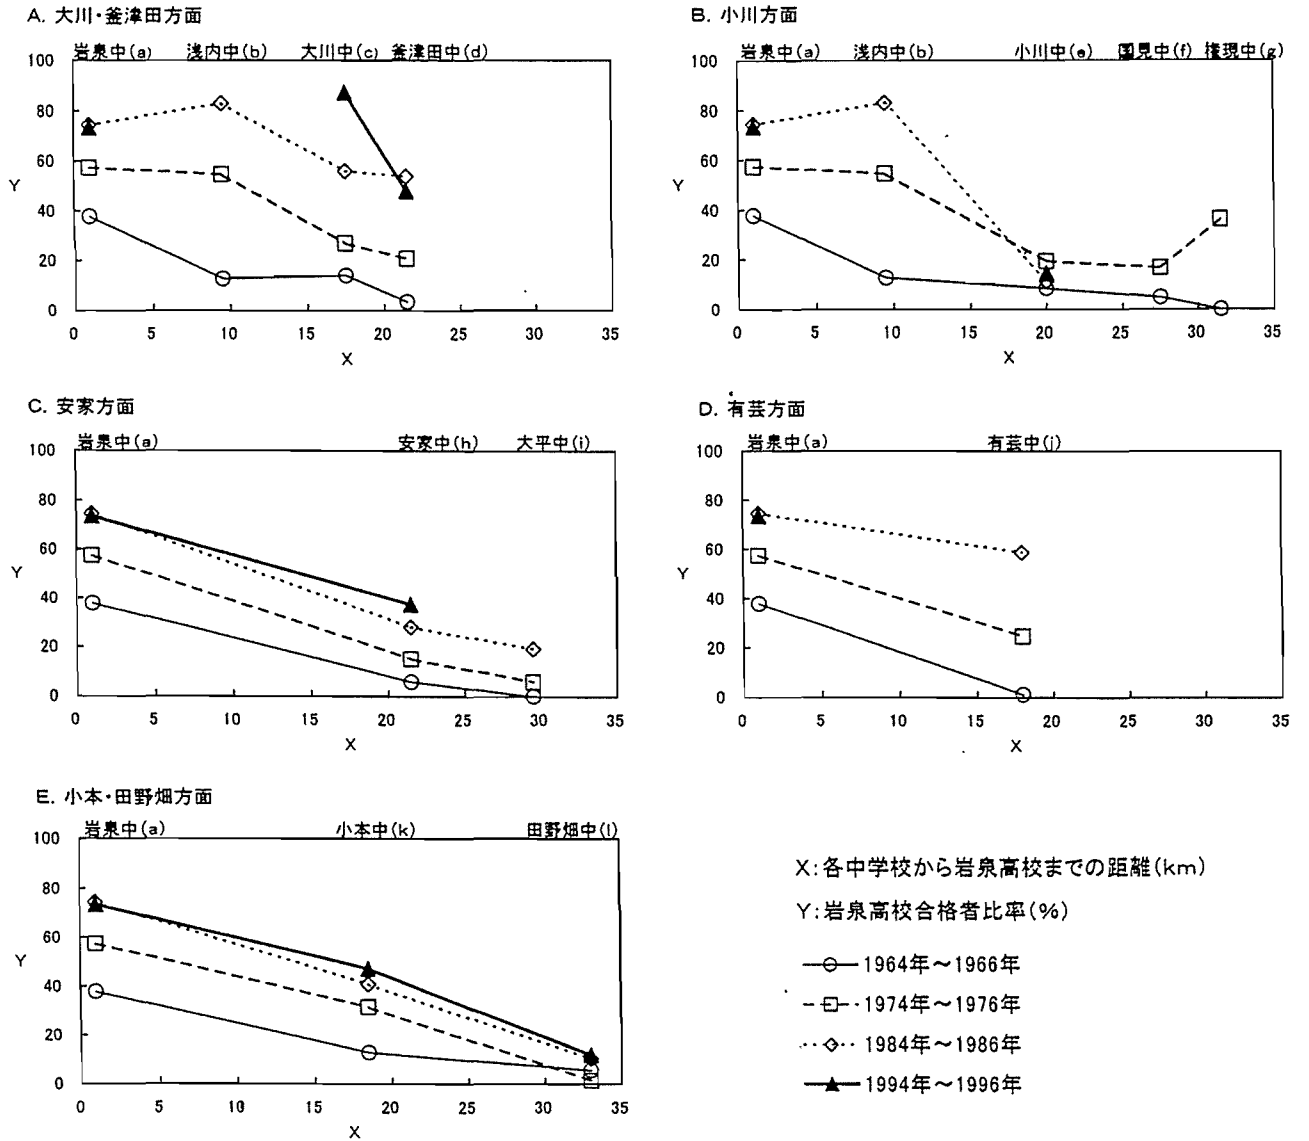 A. 大川・釜津田方面
岩泉中(a) 浅内中(b) 大川中(c) 釜津田中(d)
100
80
60
Y
40
20
0
0 5 10 15 20 25 30 35
X
B. 小川方面
岩泉中(a) 浅内中(b) 小川中(e) 国見中(f) 権現中(g)
100
80
60
Y
40
20
0
0 5 10 15 20 25 30 35
X
C. 安家方面
岩泉中(a) 安家中(h) 大平中(i)
100
80
60
Y
40
20
0
0 5 10 15 20 25 30 35
X
D. 有芸方面
岩泉中(a) 有芸中(j)
100
80
60
Y
40
20
0
0 5 10 15 20 25 30 35
X
E. 小本・田野畑方面
岩泉中(a) 小本中(k) 田野畑中(l)
100
80
60
Y
40
20
0
0 5 10 15 20 25 30 35
X
X:各中学校から岩泉高校までの距離(km)
Y:岩泉高校合格者比率(%)
1964年～1966年
1974年～1976年
1984年～1986年
1994年～1996年